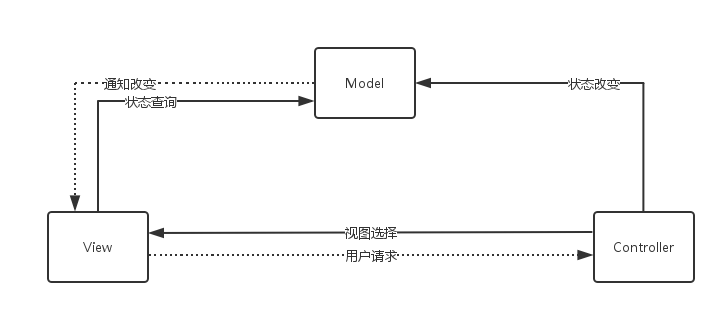 Model
通知改变
状态改变
状态查询
视图选择
View
Controller
用户请求